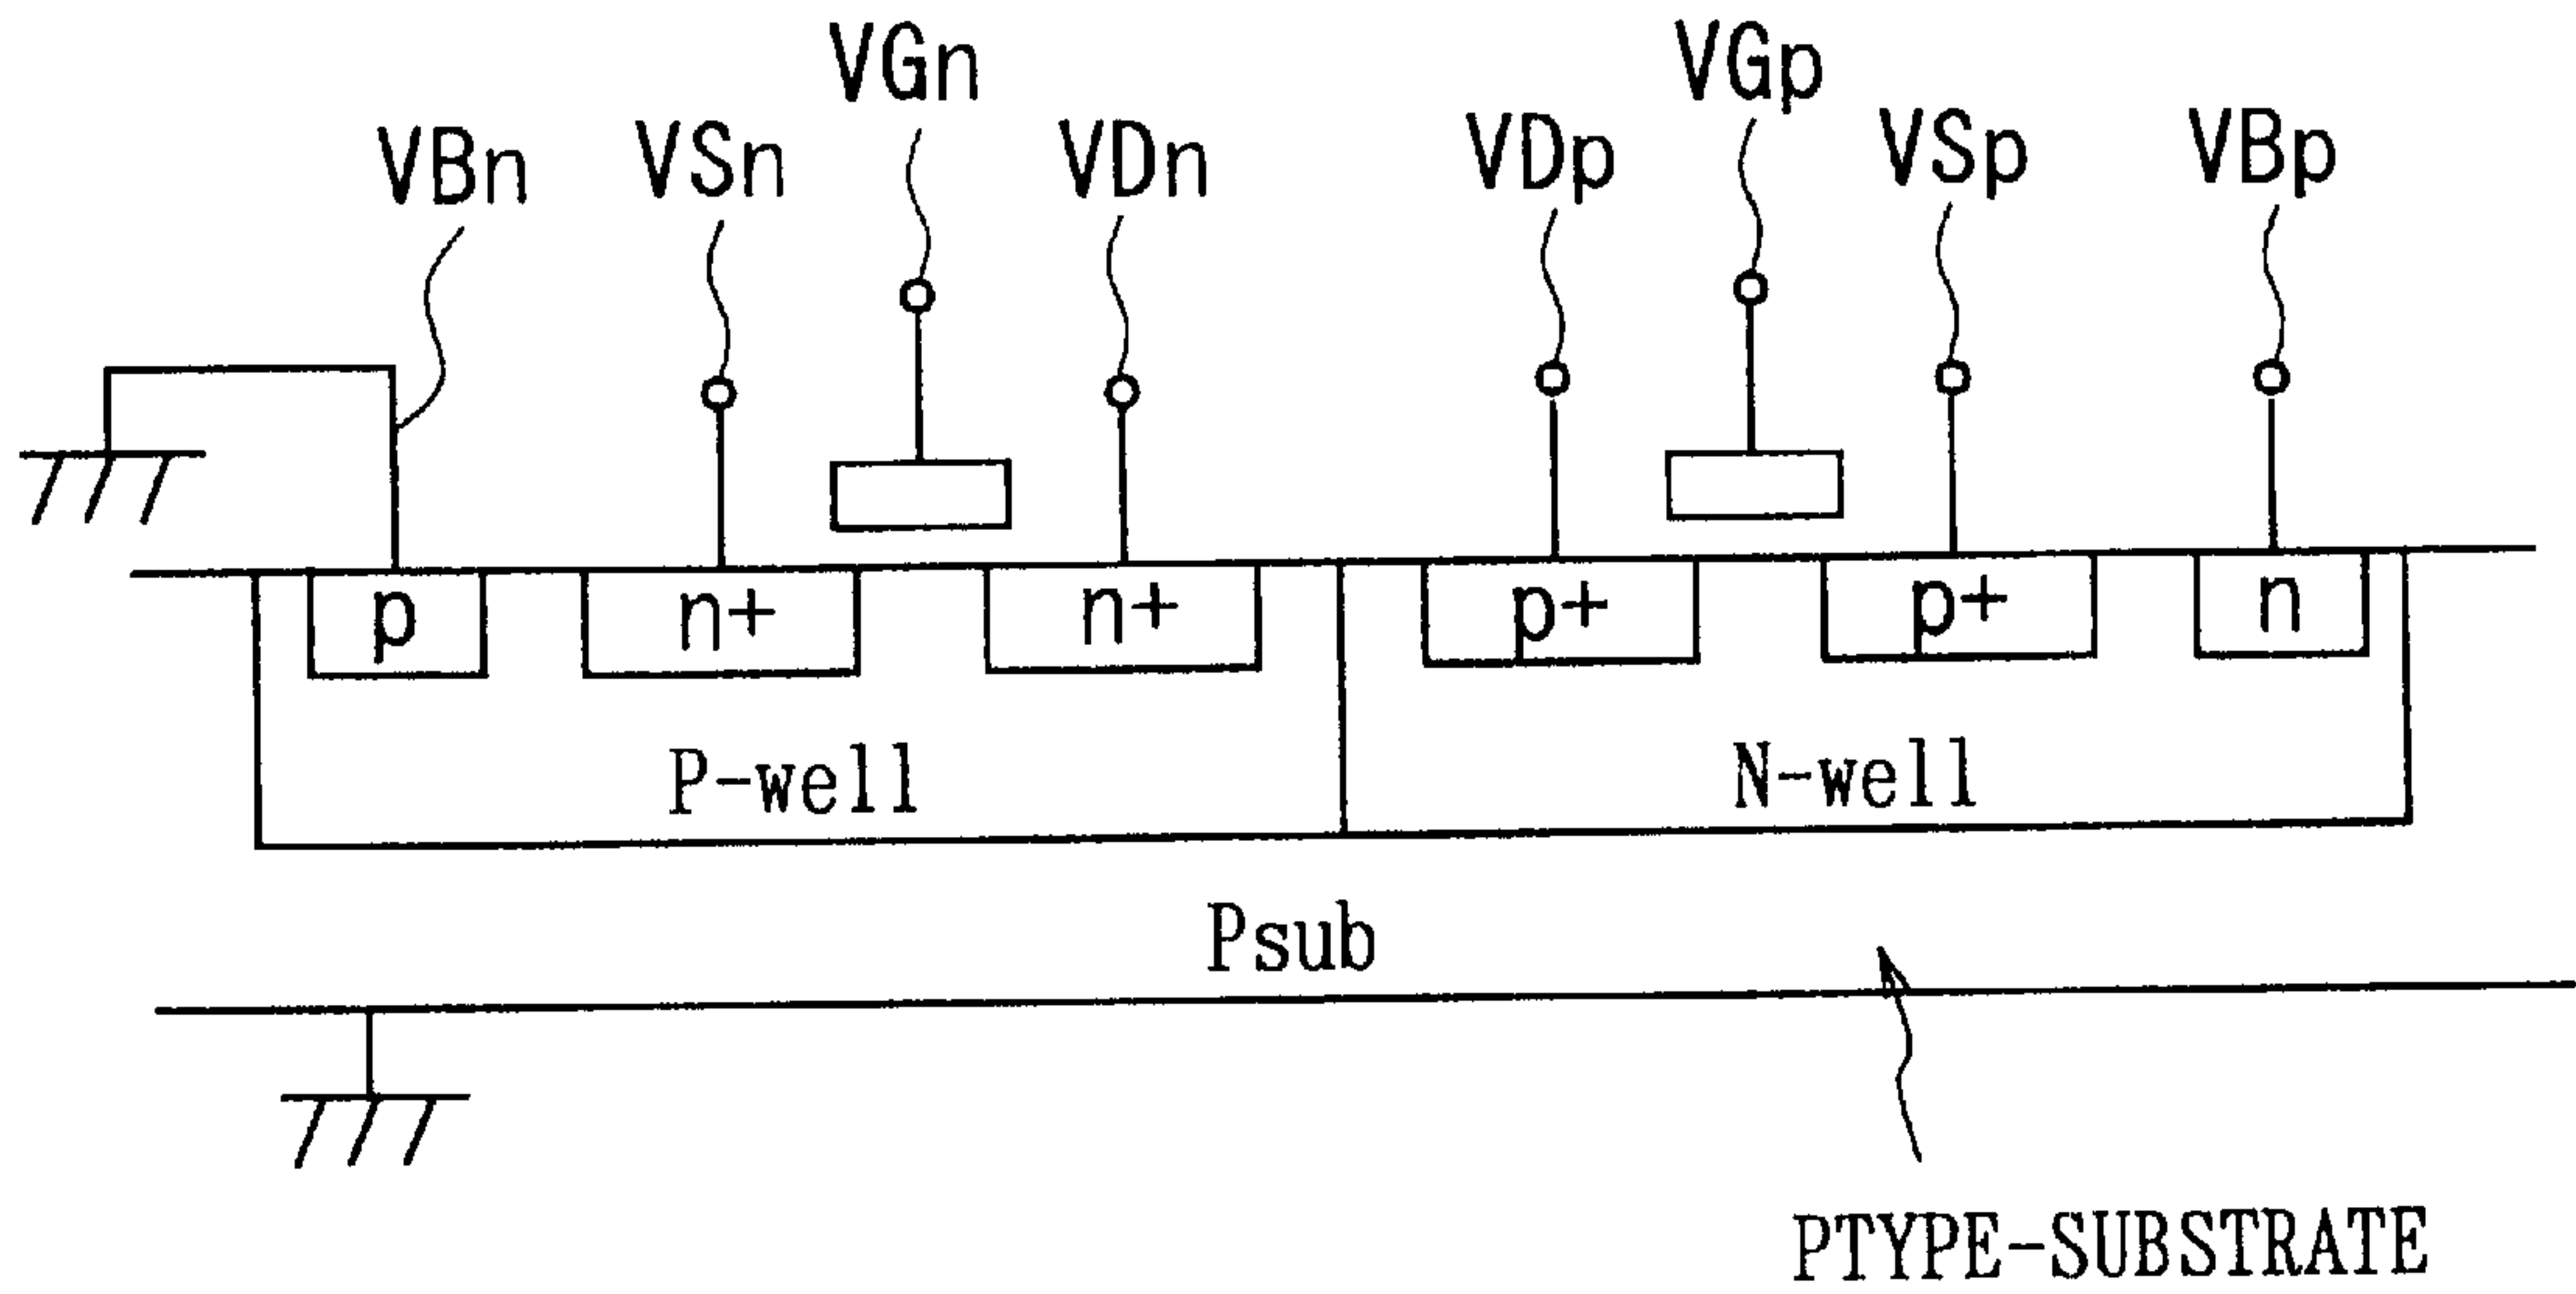 VGn VGp
VBn VSn VDn VDp VSp VBp
p n+ n+ p+ p+ n
P-well N-well
Psub
PTYPE-SUBSTRATE